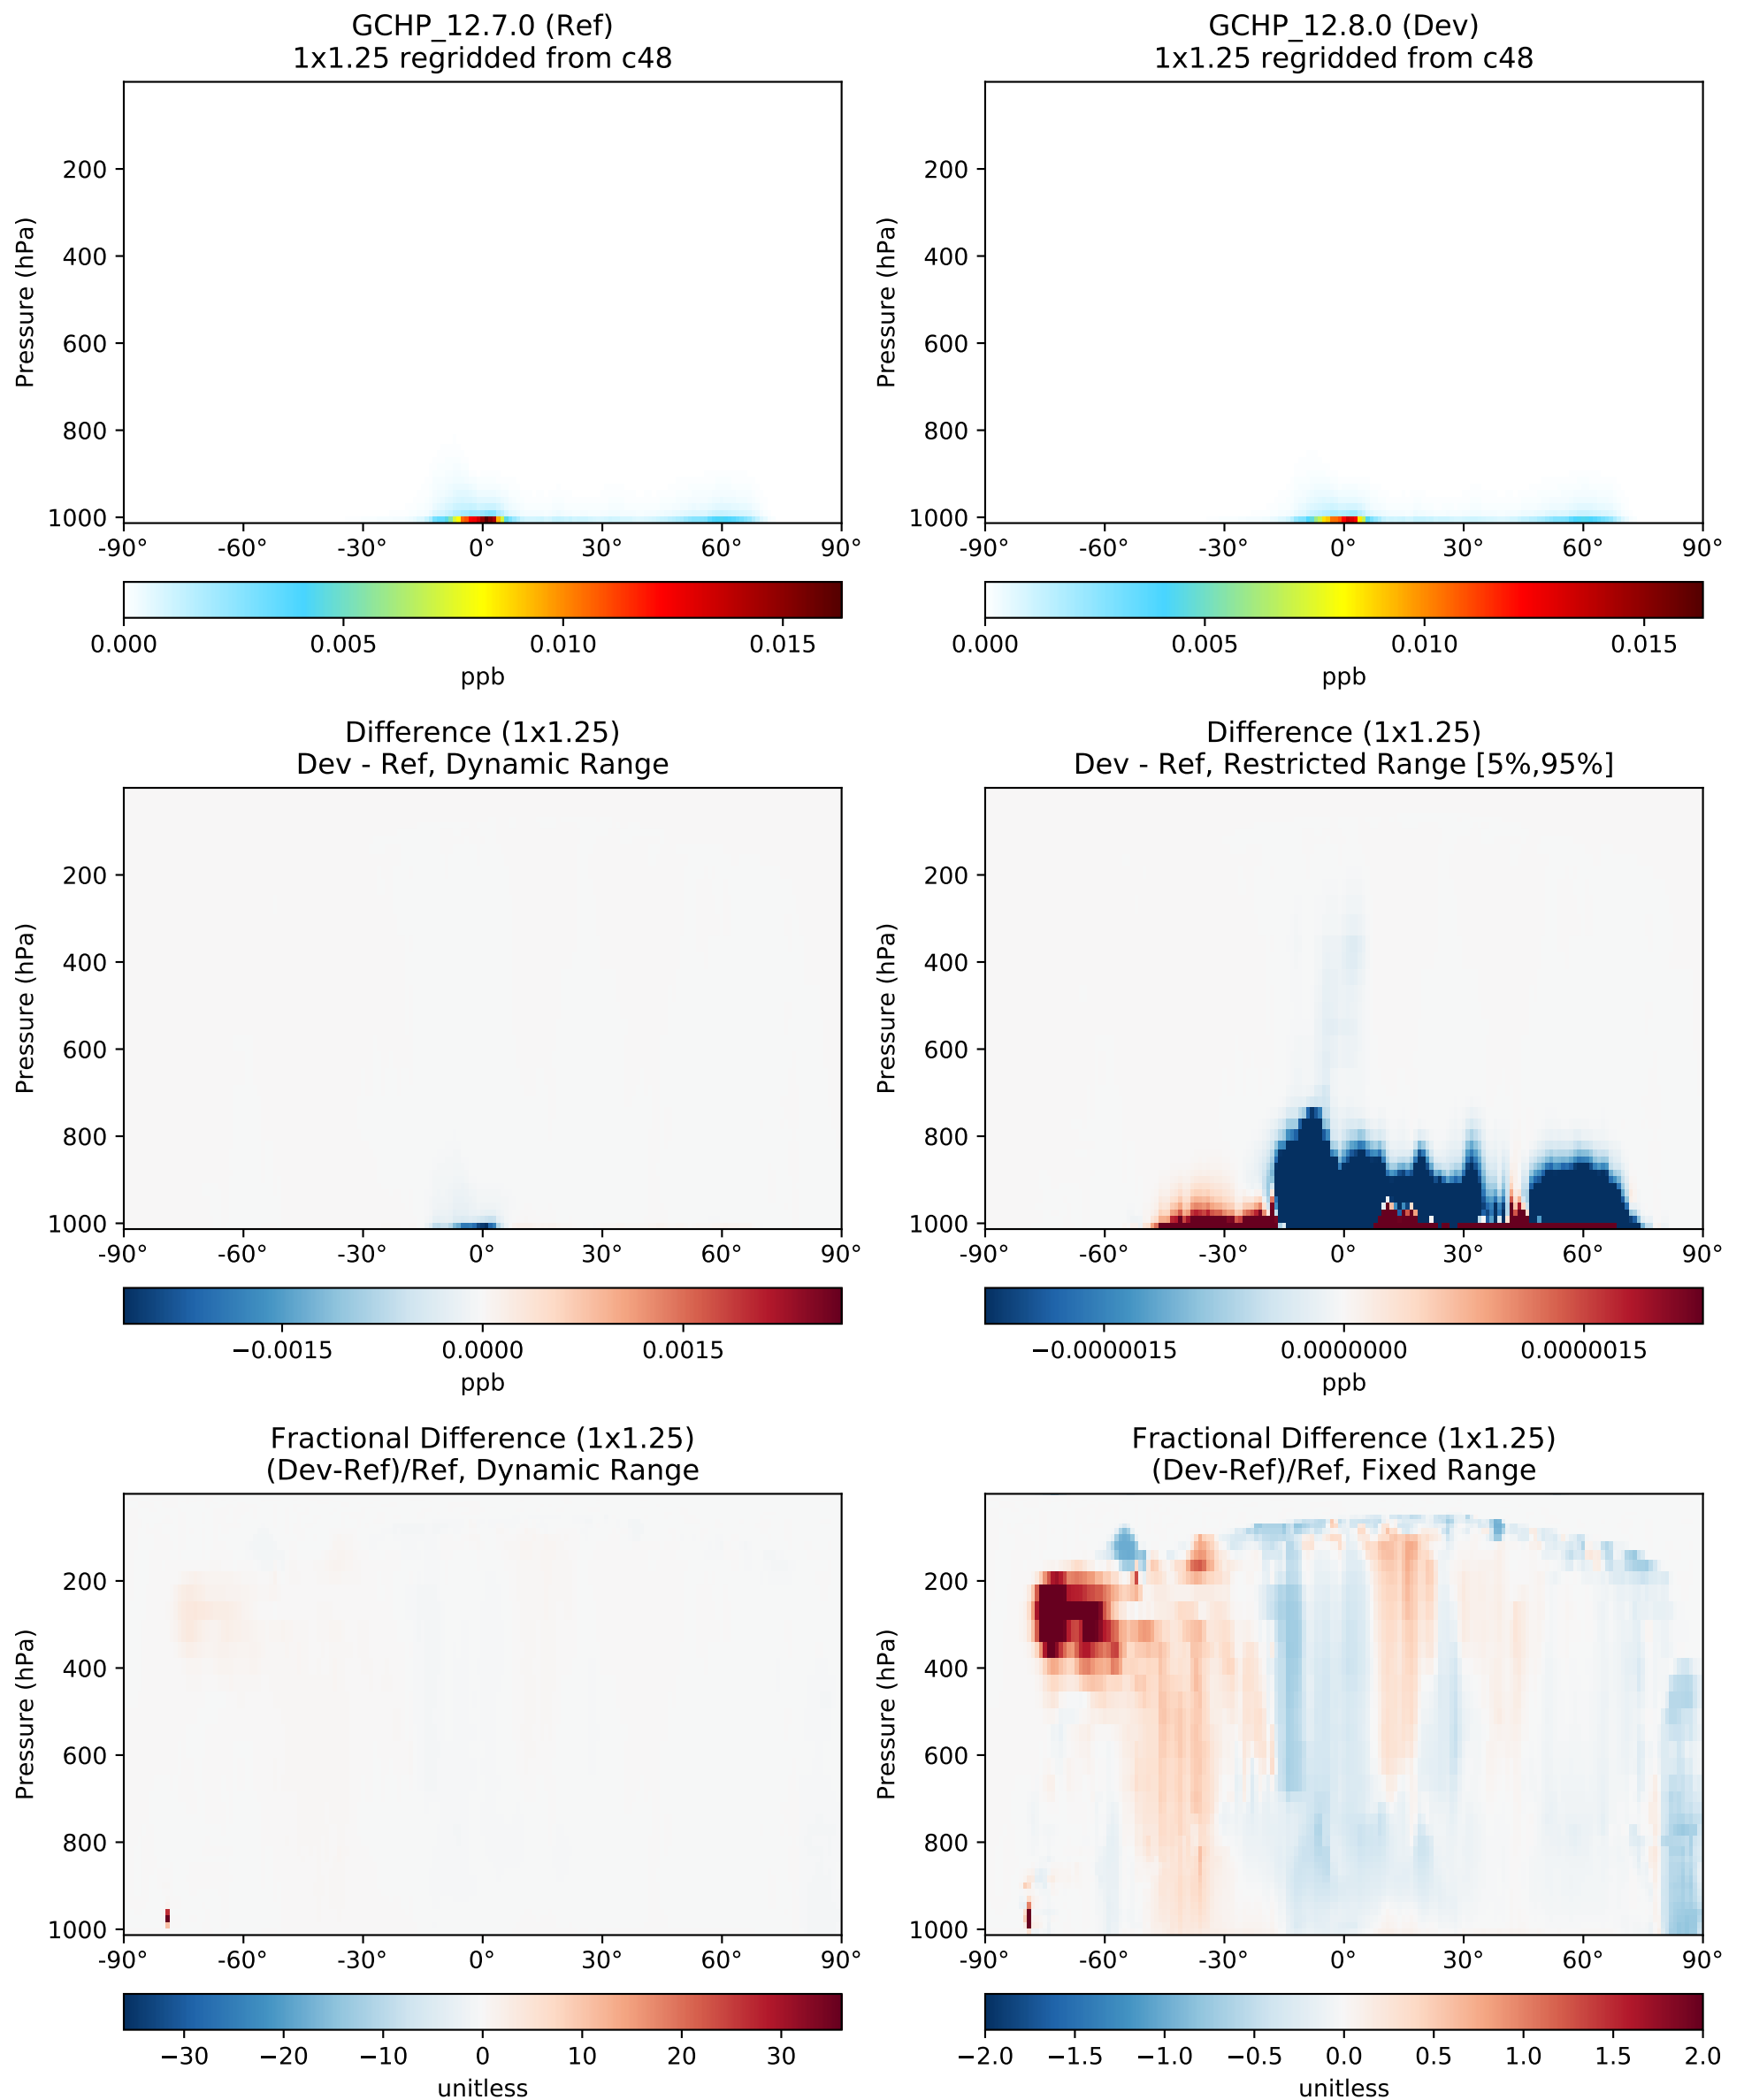 GCHP_12.7.0 (Ref)
1x1.25 regridded from c48
Pressure (hPa)
200
400
600
800
1000
-90° -60° -30° 0° 30° 60° 90°
0.000 0.005 0.010 0.015
ppb
GCHP_12.8.0 (Dev)
1x1.25 regridded from c48
Pressure (hPa)
200
400
600
800
1000
-90° -60° -30° 0° 30° 60° 90°
0.000 0.005 0.010 0.015
ppb
Difference (1x1.25)
Dev - Ref, Dynamic Range
Pressure (hPa)
200
400
600
800
1000
-90° -60° -30° 0° 30° 60° 90°
−0.0015 0.0000 0.0015
ppb
Difference (1x1.25)
Dev - Ref, Restricted Range [5%,95%]
Pressure (hPa)
200
400
600
800
1000
-90° -60° -30° 0° 30° 60° 90°
−0.0000015 0.0000000 0.0000015
ppb
Fractional Difference (1x1.25)
(Dev-Ref)/Ref, Dynamic Range
Pressure (hPa)
200
400
600
800
1000
-90° -60° -30° 0° 30° 60° 90°
−30 −20 −10 0 10 20 30
unitless
Fractional Difference (1x1.25)
(Dev-Ref)/Ref, Fixed Range
Pressure (hPa)
200
400
600
800
1000
-90° -60° -30° 0° 30° 60° 90°
−2.0 −1.5 −1.0 −0.5 0.0 0.5 1.0 1.5 2.0
unitless